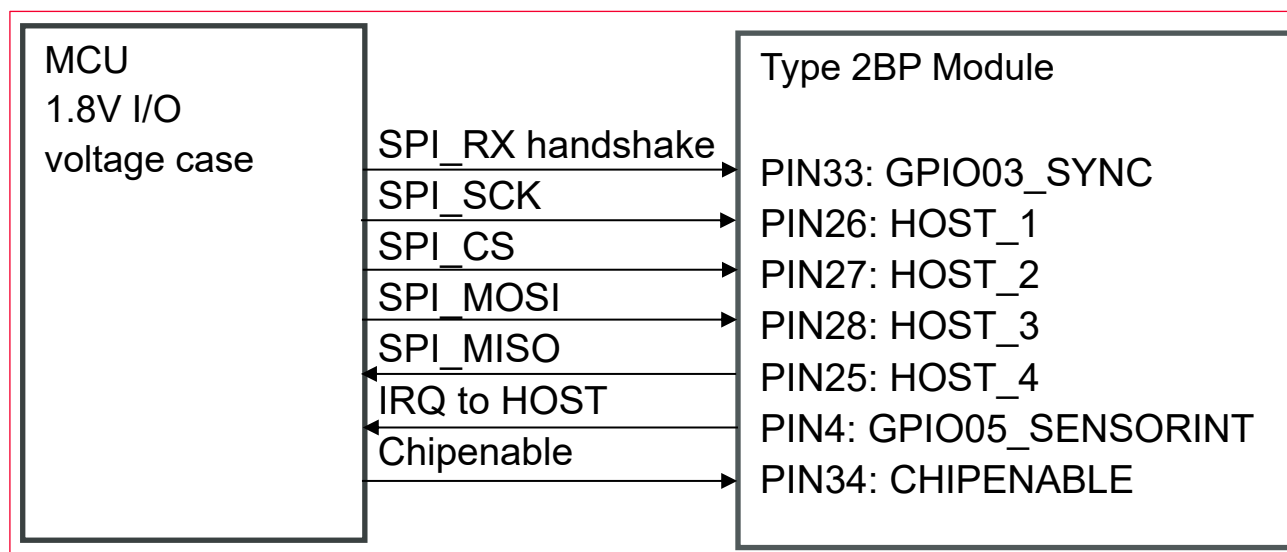 MCU
1.8V I/O
voltage case
SPI_RX handshake
SPI_SCK
SPI_CS
SPI_MOSI
SPI_MISO
IRQ to HOST
Chipenable
Type 2BP Module
PIN33: GPIO03_SYNC
PIN26: HOST_1
PIN27: HOST_2
PIN28: HOST_3
PIN25: HOST_4
PIN4: GPIO05_SENSORINT
PIN34: CHIPENABLE